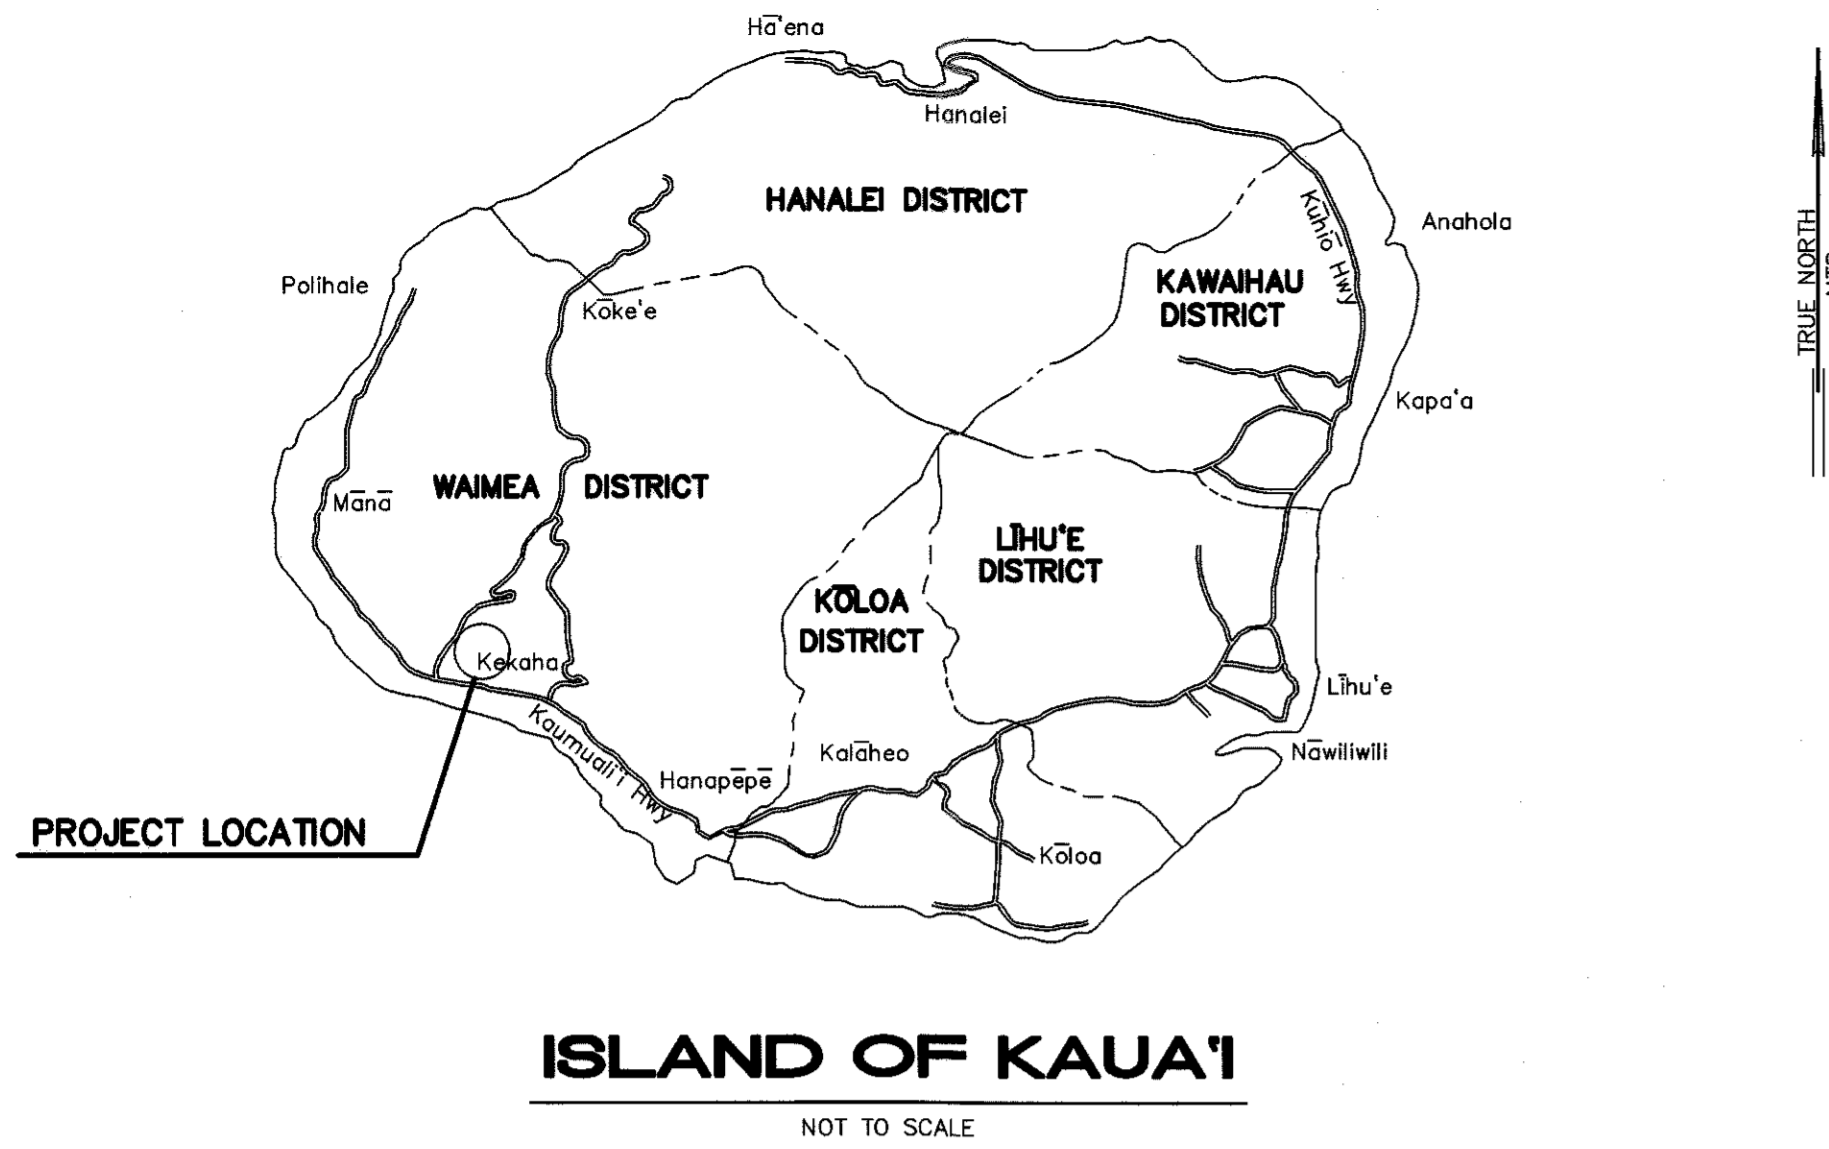 Hā'ena
Hanalei
HANALEI DISTRICT
Kūhiō Hwy
Anahola
TRUE NORTH
Polihale
KAWAIHAU
DISTRICT
Kōke'e
Kapa'a
WAIMEA DISTRICT
Mānā
LĪHU'E
DISTRICT
KŌLOA
DISTRICT
Kekaha
Līhu'e
Kaumuali'i Hwy
Kalāheo
Nāwiliwili
Hanapēpē
PROJECT LOCATION
Kōloa
ISLAND OF KAUA'I
NOT TO SCALE